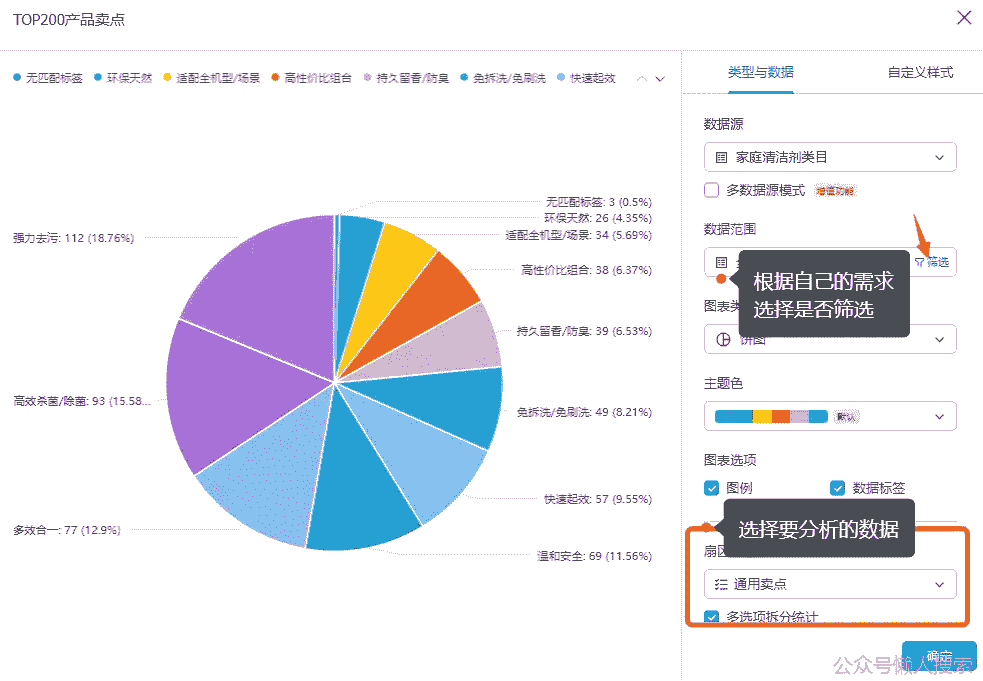 TOP200产品卖点
无匹配标签 环保天然 适配全机型/场景 高性价比组合 持久留香/防臭 免拆洗/免刷洗 快速起效
类型与数据 自定义样式
数据源
家庭清洁剂类目
多数据源模式 增值功能
数据范围
筛选
根据自己的需求
选择是否筛选
图表类
饼图
主题色
默认
图表选项
图例 数据标签
选择要分析的数据
扇区
通用卖点
多选项拆分统计
确定
无匹配标签: 3 (0.5%)
环保天然: 26 (4.35%)
适配全机型/场景: 34 (5.69%)
高性价比组合: 38 (6.37%)
持久留香/防臭: 39 (6.53%)
免拆洗/免刷洗: 49 (8.21%)
快速起效: 57 (9.55%)
温和安全: 69 (11.56%)
多效合一: 77 (12.9%)
高效杀菌/除菌: 93 (15.58...
强力去污: 112 (18.76%)
公众号懒人搜索